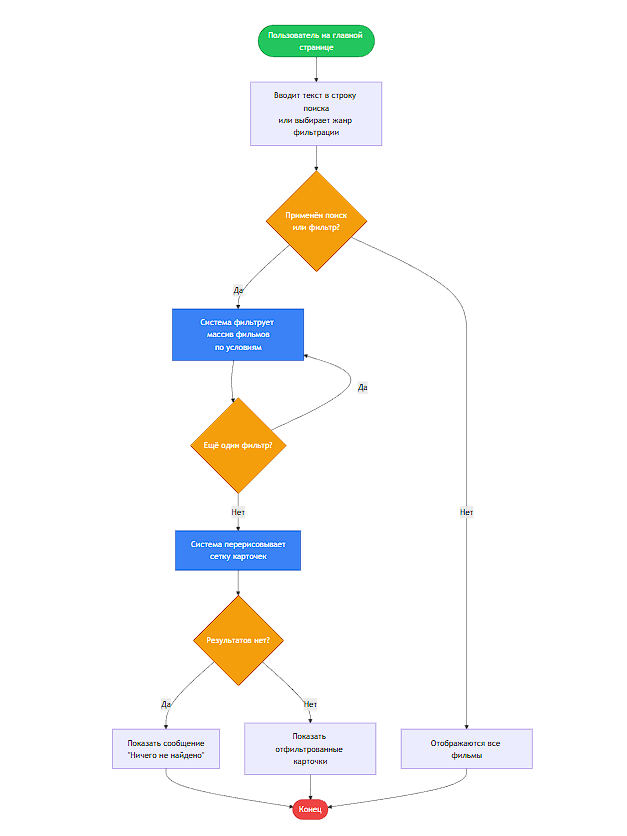 Пользователь на главной
странице
Вводит текст в строку
поиска
или выбирает жанр
фильтрации
Применён поиск
или фильтр?
Да
Система фильтрует
массив фильмов
по условиям
Да
Ещё один фильтр?
Нет
Нет
Система перерисовывает
сетку карточек
Результатов нет?
Да
Нет
Показать сообщение
"Ничего не найдено"
Показать
отфильтрованные
карточки
Отображаются все
фильмы
Конец